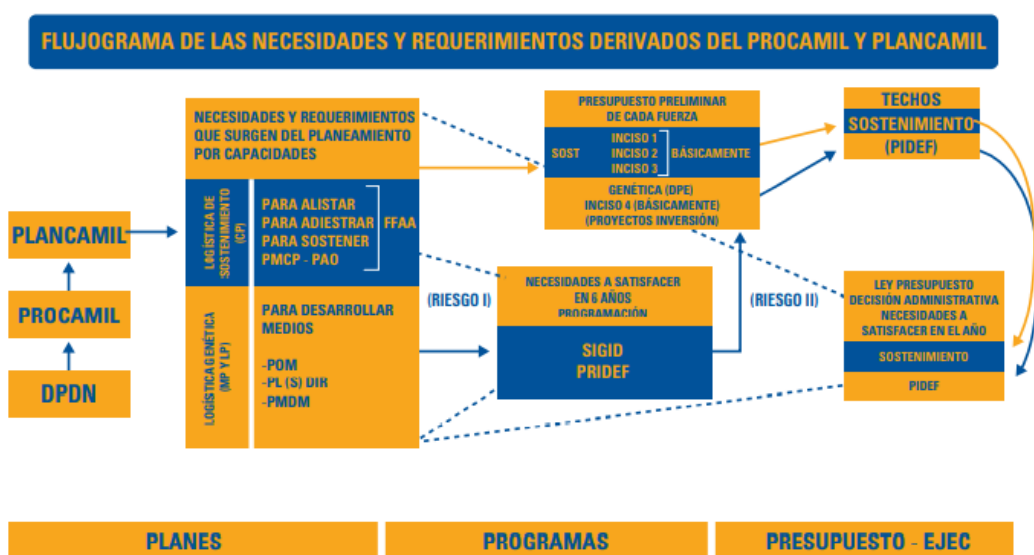 FLUJOGRAMA DE LAS NECESIDADES Y REQUERIMIENTOS DERIVADOS DEL PROCAMIL Y PLANCAMIL
PLANCAMIL
PROCAMIL
DPDN
NECESIDADES Y REQUERIMIENTOS
QUE SURGEN DEL PLANEAMIENTO
POR CAPACIDADES
LOGÍSTICA DE
SOSTENIMIENTO
(CP)
PARA ALISTAR
PARA ADIESTRAR
PARA SOSTENER
PMCP - PAO
FFAA
LOGÍSTICA GENÉTICA
(MP Y LP)
PARA DESARROLLAR
MEDIOS
-POM
-PL (S) DIR
-PMDM
(RIESGO I)
NECESIDADES A SATISFACER
EN 6 AÑOS
PROGRAMACIÓN
SIGID
PRIDEF
(RIESGO II)
PRESUPUESTO PRELIMINAR
DE CADA FUERZA
SOST
INCISO 1
INCISO 2
INCISO 3
BÁSICAMENTE
GENÉTICA (DPE)
INCISO 4 (BÁSICAMENTE)
(PROYECTOS INVERSIÓN)
TECHOS
SOSTENIMIENTO
(PIDEF)
LEY PRESUPUESTO
DECISIÓN ADMINISTRATIVA
NECESIDADES A
SATISFACER EN EL AÑO
SOSTENIMIENTO
PIDEF
PLANES
PROGRAMAS
PRESUPUESTO - EJEC